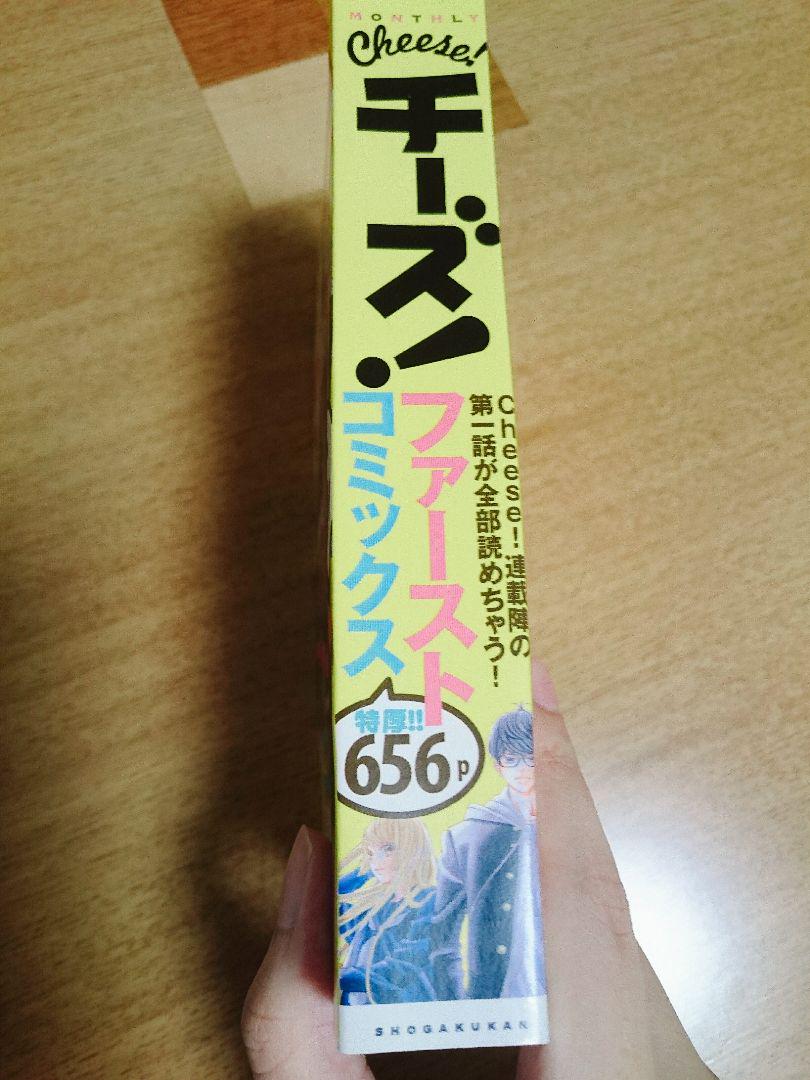 MONTHLY
Cheese!
チーズ!
Cheese!連載陣の
第一話が全部読めちゃう!
ファースト
コミックス
特厚!!
656p
SHOGAKUKAN